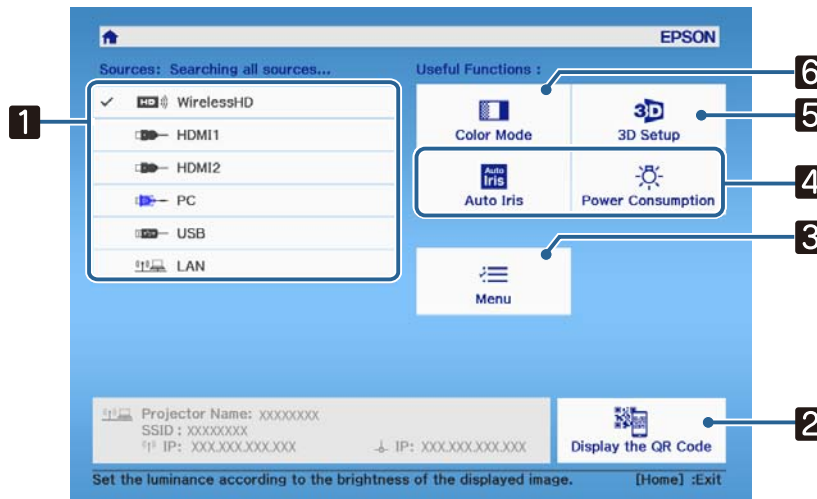 EPSON
Sources: Searching all sources...
Useful Functions :
1
HD WirelessHD
HDMI1
HDMI2
PC
USB
LAN
6
Color Mode
3D
3D Setup
5
Auto
Iris
Auto Iris
Power Consumption
4
3
Menu
Projector Name: XXXXXXXX
SSID : XXXXXXXX
IP: XXX.XXX.XXX.XXX
IP: XXX.XXX.XXX.XXX
Display the QR Code
2
Set the luminance according to the brightness of the displayed image.
[Home] :Exit